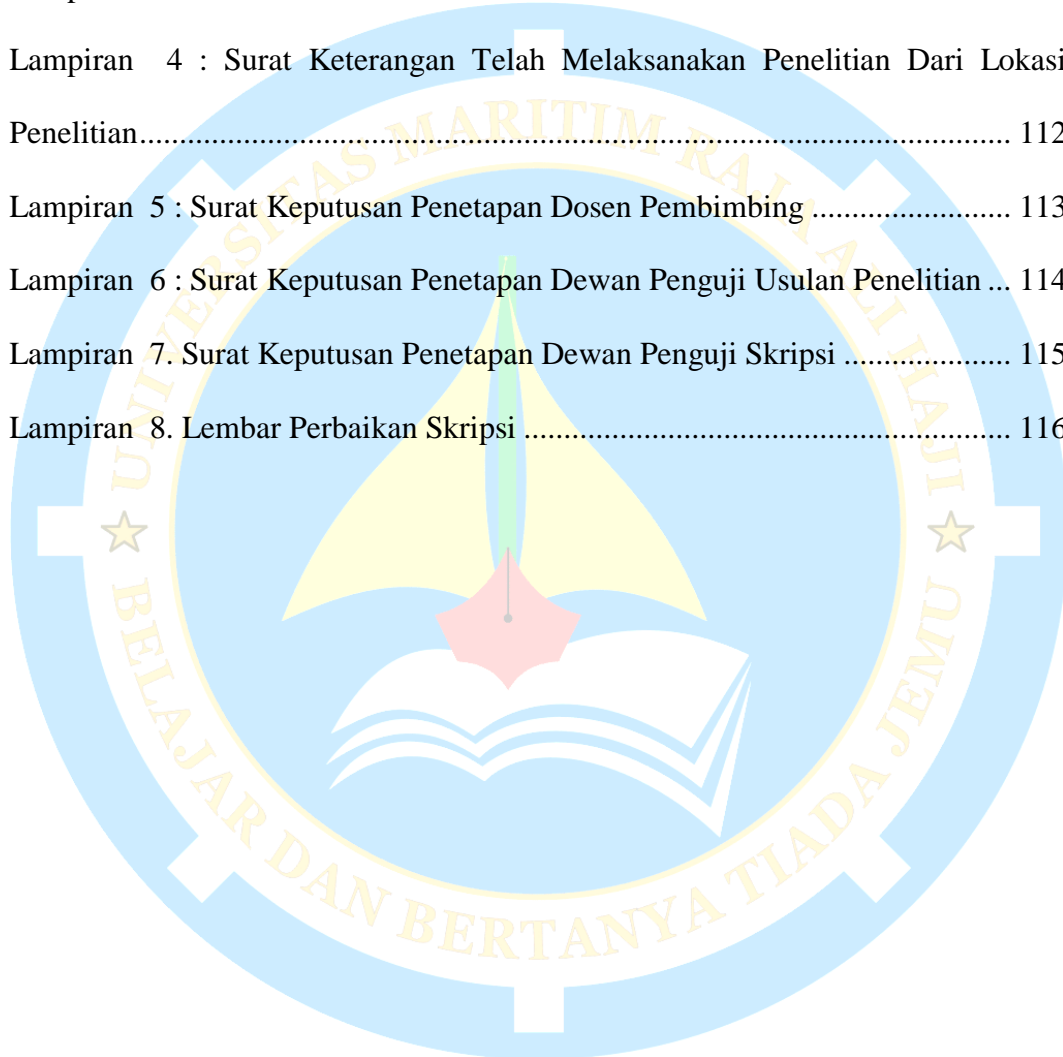 Lampiran 4 : Surat Keterangan Telah Melaksanakan Penelitian Dari Lokasi
Penelitian.............................................................................................................. 112
Lampiran 5 : Surat Keputusan Penetapan Dosen Pembimbing ......................... 113
Lampiran 6 : Surat Keputusan Penetapan Dewan Penguji Usulan Penelitian ... 114
Lampiran 7. Surat Keputusan Penetapan Dewan Penguji Skripsi ..................... 115
Lampiran 8. Lembar Perbaikan Skripsi .............................................................. 116
UNIVERSITAS MARITIM RAJA ALI HAJI
BELAJAR DAN BERTANYA TIADA JEMU